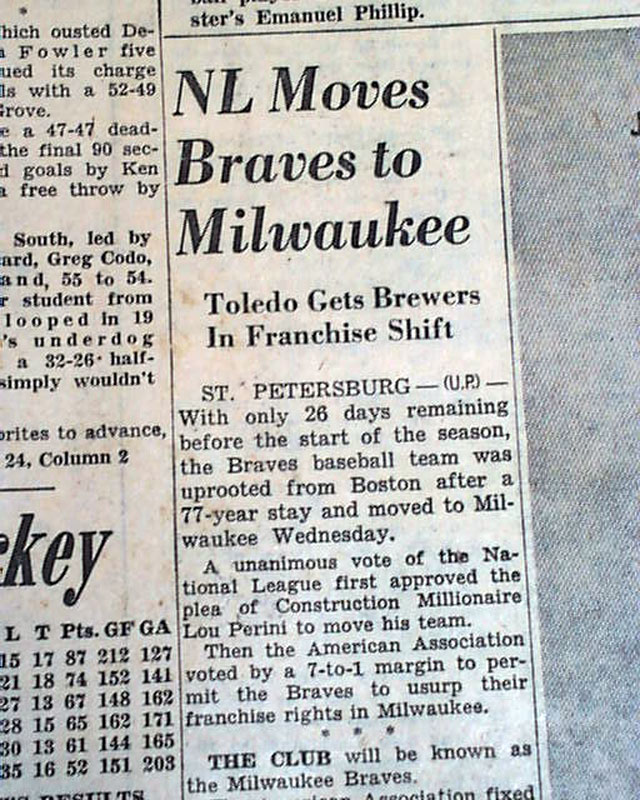 ster's Emanuel Phillip.
hich ousted De-
Fowler five
ued its charge
ls with a 52-49
Grove.
e a 47-47 dead-
the final 90 sec-
d goals by Ken
a free throw by
South, led by
ard, Greg Codo,
and, 55 to 54.
r student from
looped in 19
's underdog
a 32-26 half-
simply wouldn't
orites to advance,
24, Column 2
ckey
L T Pts. GF GA
15 17 87 212 127
21 18 74 152 141
27 13 67 148 162
28 15 65 162 171
30 13 61 144 165
35 16 52 151 203
RESULTS
NL Moves
Braves to
Milwaukee
Toledo Gets Brewers
In Franchise Shift
ST. PETERSBURG — (U.P.) —
With only 26 days remaining
before the start of the season,
the Braves baseball team was
uprooted from Boston after a
77-year stay and moved to Mil-
waukee Wednesday.
A unanimous vote of the Na-
tional League first approved the
plea of Construction Millionaire
Lou Perini to move his team.
Then the American Association
voted by a 7-to-1 margin to per-
mit the Braves to usurp their
franchise rights in Milwaukee.
* * *
THE CLUB will be known as
the Milwaukee Braves.
American Association fixed